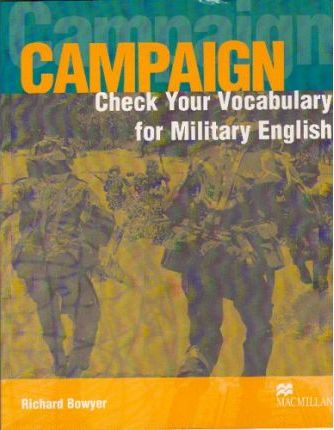 Campaign
CAMPAIGN
Check Your Vocabulary
for Military English
Richard Bowyer
MACMILLAN